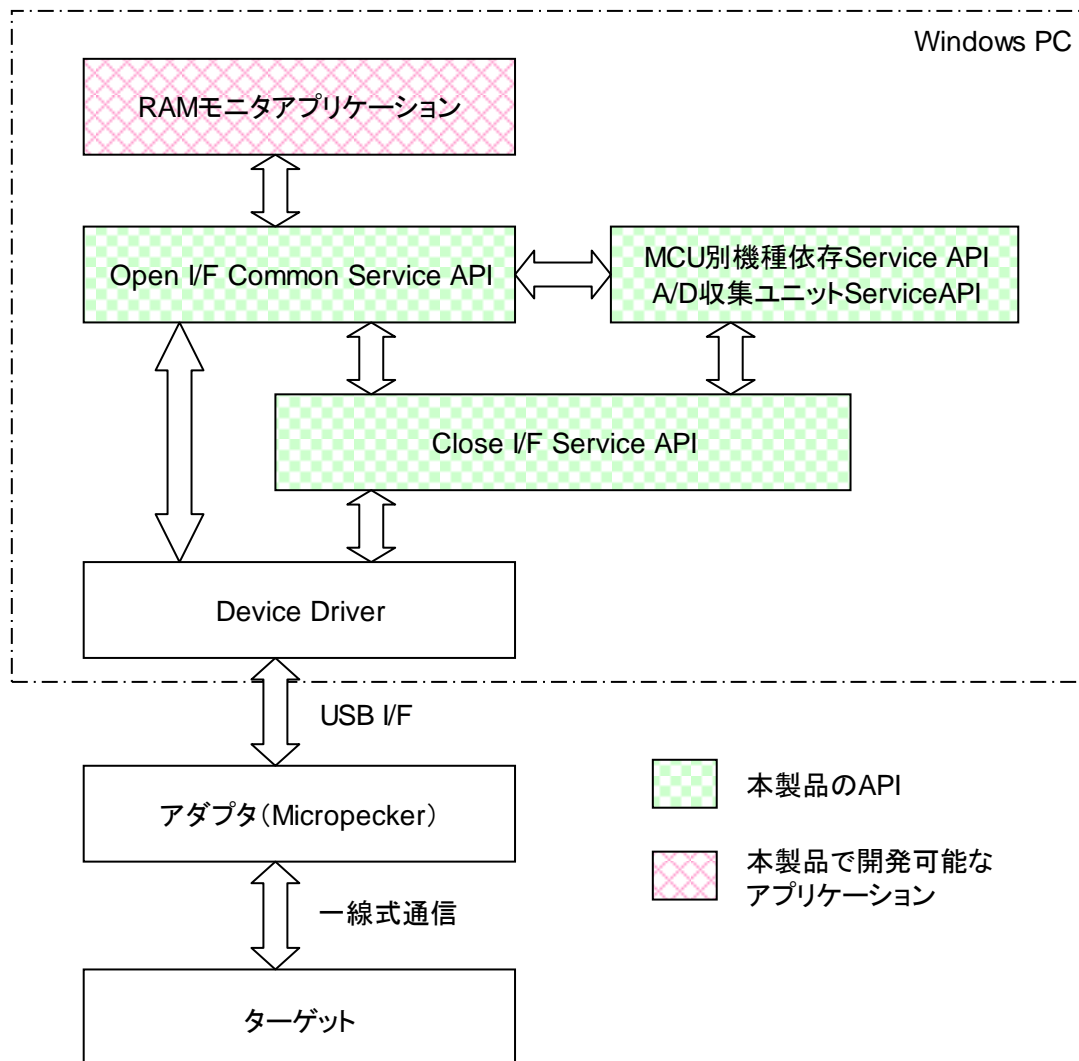 Windows PC
RAMモニタアプリケーション
Open I/F Common Service API
MCU別機種依存Service API
A/D収集ユニットServiceAPI
Close I/F Service API
Device Driver
USB I/F
アダプタ（Micropecker）
本製品のAPI
本製品で開発可能な
アプリケーション
一線式通信
ターゲット